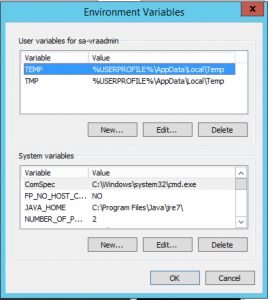 Environment Variables
User variables for sa-vraadmin
Variable Value
TEMP %USERPROFILE%\AppData\Local\Temp
TMP %USERPROFILE%\AppData\Local\Temp
New... Edit... Delete
System variables
Variable Value
ComSpec C:\Windows\system32\cmd.exe
FP_NO_HOST_C... NO
JAVA_HOME C:\Program Files\Java\jre7\
NUMBER_OF_P... 2
New... Edit... Delete
OK Cancel